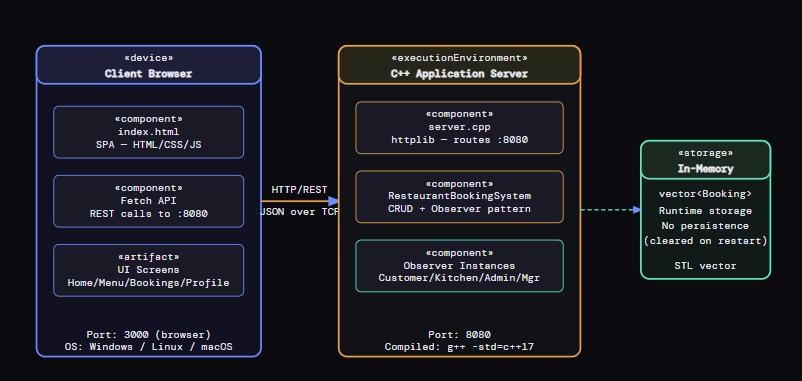 «device»
Client Browser
«component»
index.html
SPA — HTML/CSS/JS
«component»
Fetch API
REST calls to :8080
«artifact»
UI Screens
Home/Menu/Bookings/Profile
Port: 3000 (browser)
OS: Windows / Linux / macOS
HTTP/REST
JSON over TCP
«executionEnvironment»
C++ Application Server
«component»
server.cpp
httplib — routes :8080
«component»
RestaurantBookingSystem
CRUD + Observer pattern
«component»
Observer Instances
Customer/Kitchen/Admin/Mgr
Port: 8080
Compiled: g++ -std=c++17
«storage»
In-Memory
vector<Booking>
Runtime storage
No persistence
(cleared on restart)
STL vector